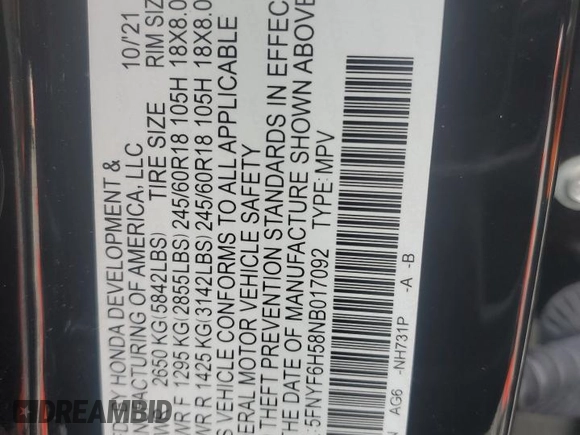 HONDA DEVELOPMENT & 10/'21
OF AMERICA, LLC
2650 KG (5842LBS) TIRE SIZE RIM SIZ
WR F 1295 KG(2855LBS) 245/60R18 105H 18X8.0
WR R 1425 KG(3142LBS) 245/60R18 105H 18X8.0
VEHICLE CONFORMS TO ALL APPLICABLE
ERAL MOTOR VEHICLE SAFETY
THEFT PREVENTION STANDARDS IN EFFEC
THE DATE OF MANUFACTURE SHOWN ABOVE
:5FNYF6H58NB017092 TYPE: MPV
AG6 -NH731P -A -B
DREAMBID